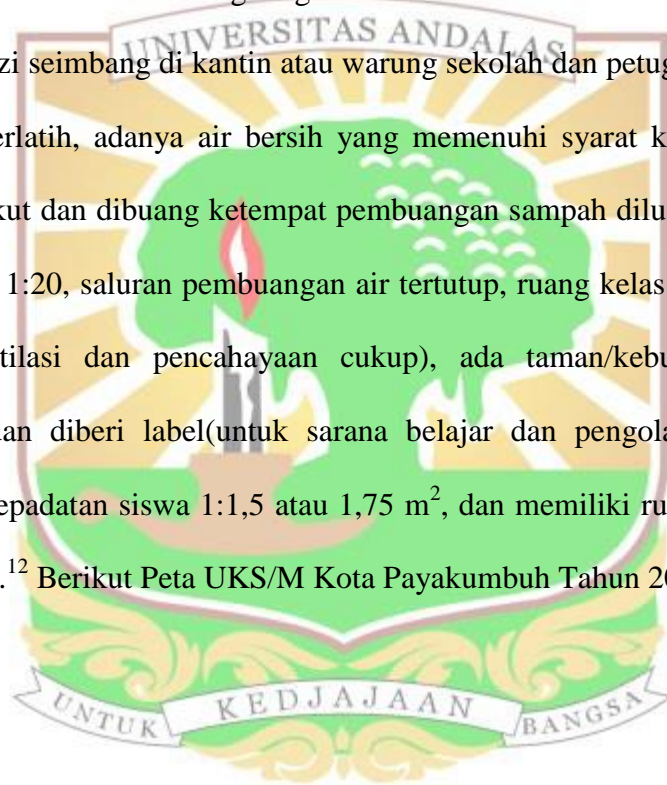 UNIVERSITAS ANDALAS
zi seimbang di kantin atau warung sekolah dan petug
erlatih, adanya air bersih yang memenuhi syarat k
kut dan dibuang ketempat pembuangan sampah dilu
1:20, saluran pembuangan air tertutup, ruang kelas
tilasi dan pencahayaan cukup), ada taman/kebu
lan diberi label(untuk sarana belajar dan pengola
epadatan siswa 1:1,5 atau 1,75 m², dan memiliki ru
.¹² Berikut Peta UKS/M Kota Payakumbuh Tahun 20
UNTUK KEDJAJAAN BANGSA